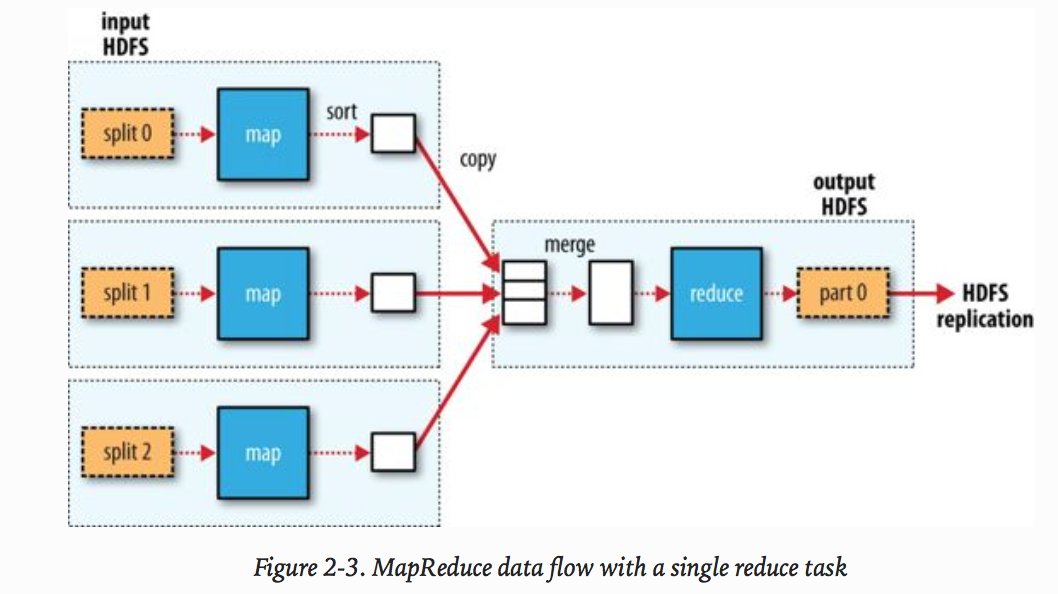 input
HDFS
split 0
map
sort
copy
split 1
map
split 2
map
output
HDFS
merge
reduce
part 0
HDFS
replication
Figure 2-3. MapReduce data flow with a single reduce task